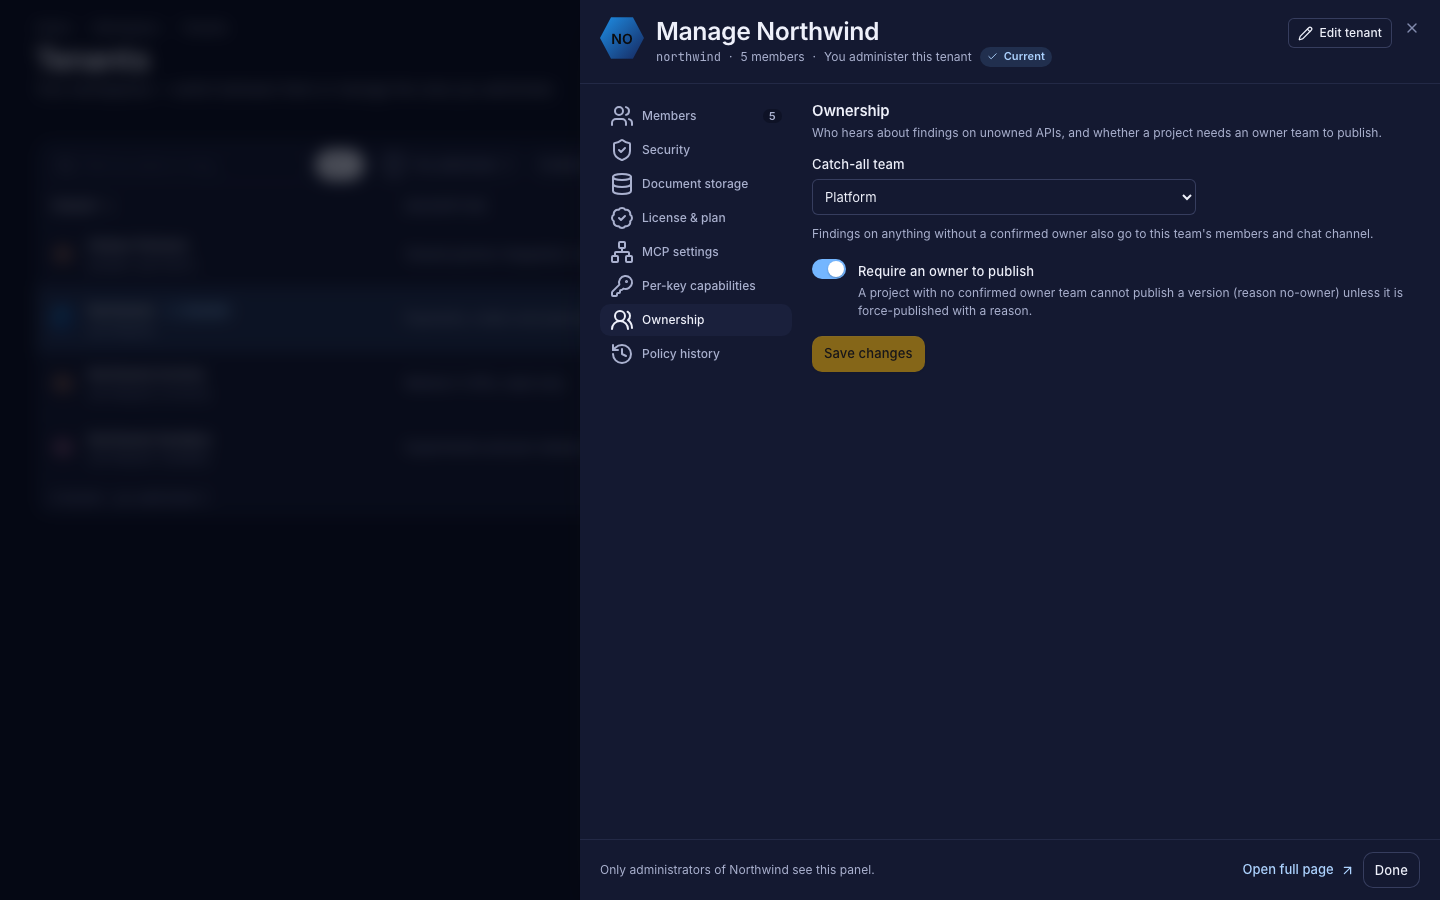 Tenants
NO
Manage Northwind
northwind · 5 members · You administer this tenant Current
Edit tenant
Members 5
Security
Document storage
License & plan
MCP settings
Per-key capabilities
Ownership
Policy history
Ownership
Who hears about findings on unowned APIs, and whether a project needs an owner team to publish.
Catch-all team
Platform
Findings on anything without a confirmed owner also go to this team's members and chat channel.
Require an owner to publish
A project with no confirmed owner team cannot publish a version (reason no-owner) unless it is
force-published with a reason.
Save changes
Only administrators of Northwind see this panel.
Open full page
Done